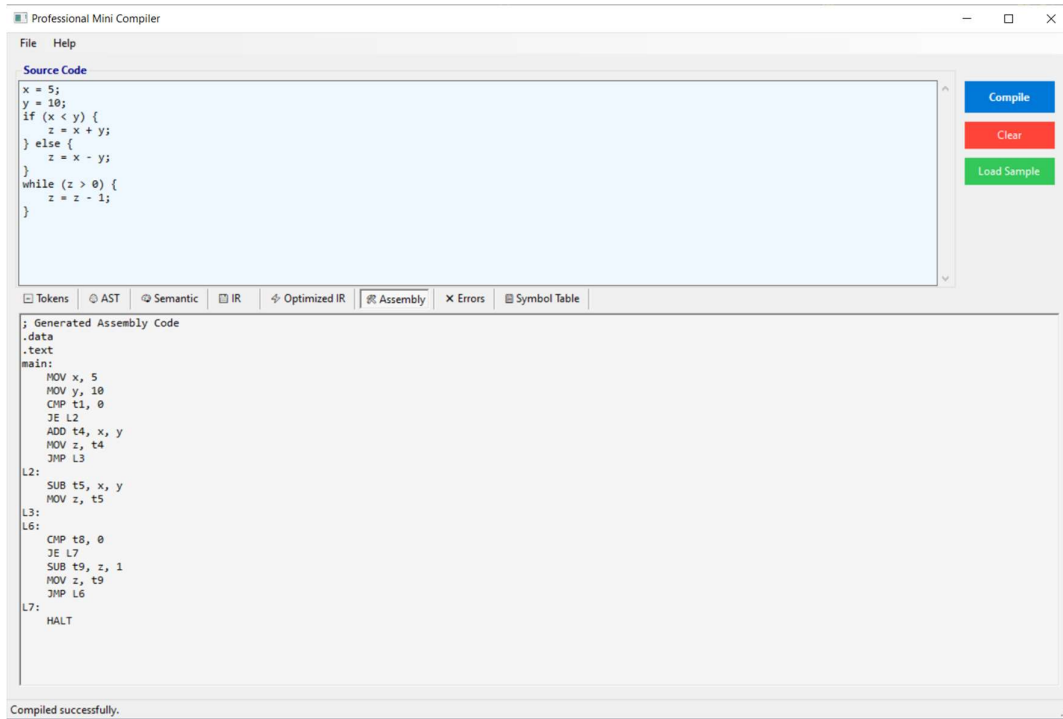 Professional Mini Compiler
File Help
Source Code
x = 5;
y = 10;
if (x < y) {
    z = x + y;
} else {
    z = x - y;
}
while (z > 0) {
    z = z - 1;
}
Compile
Clear
Load Sample
Tokens AST Semantic IR Optimized IR Assembly Errors Symbol Table
; Generated Assembly Code
.data
.text
main:
    MOV x, 5
    MOV y, 10
    CMP t1, 0
    JE L2
    ADD t4, x, y
    MOV z, t4
    JMP L3
L2:
    SUB t5, x, y
    MOV z, t5
L3:
L6:
    CMP t8, 0
    JE L7
    SUB t9, z, 1
    MOV z, t9
    JMP L6
L7:
    HALT
Compiled successfully.